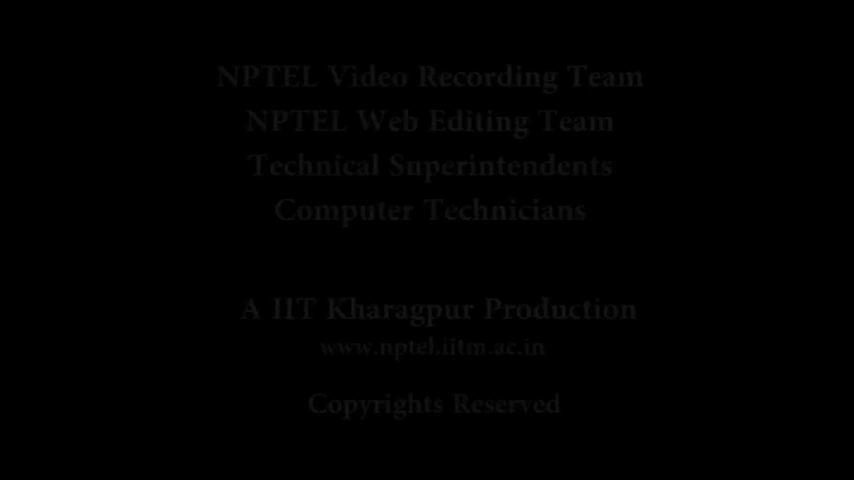 NPTEL Video Recording Team
NPTEL Web Editing Team
Technical Superintendents
Computer Technicians
A IIT Kharagpur Production
www.nptel.iitm.ac.in
Copyrights Reserved